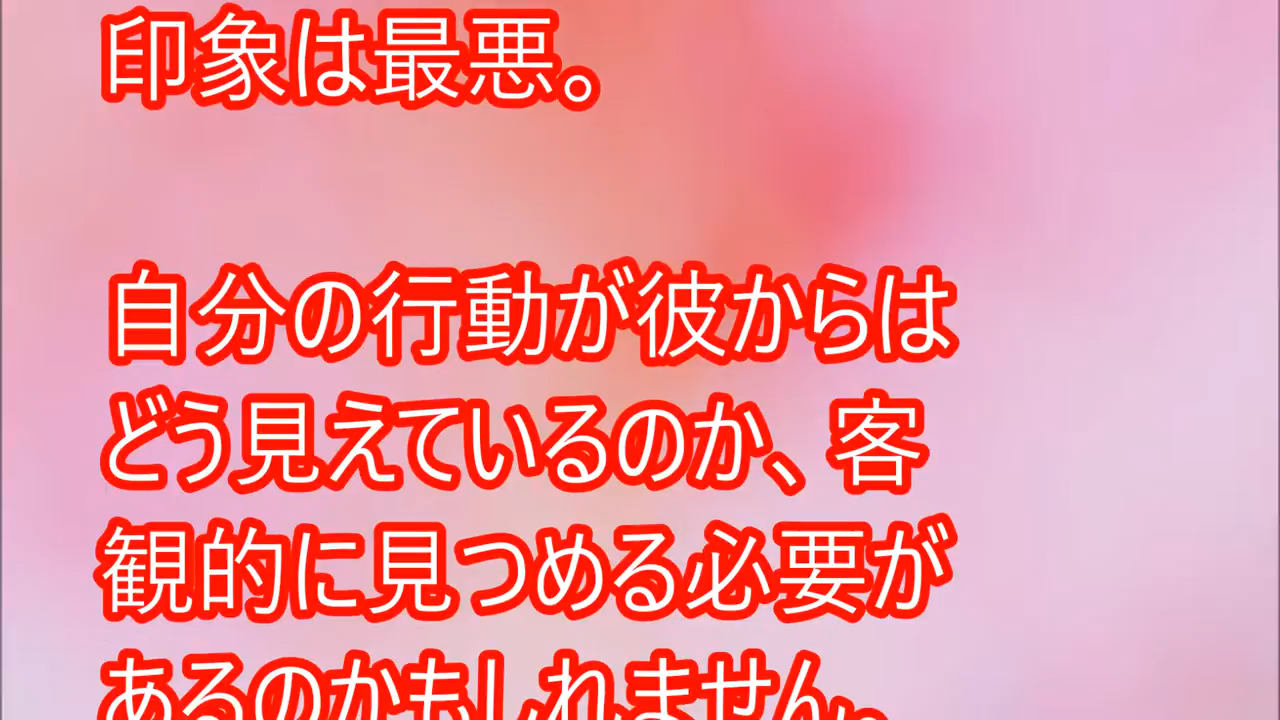 印象は最悪。
自分の行動が彼からは
どう見えているのか、客
観的に見つめる必要が
あるのかもしれません。